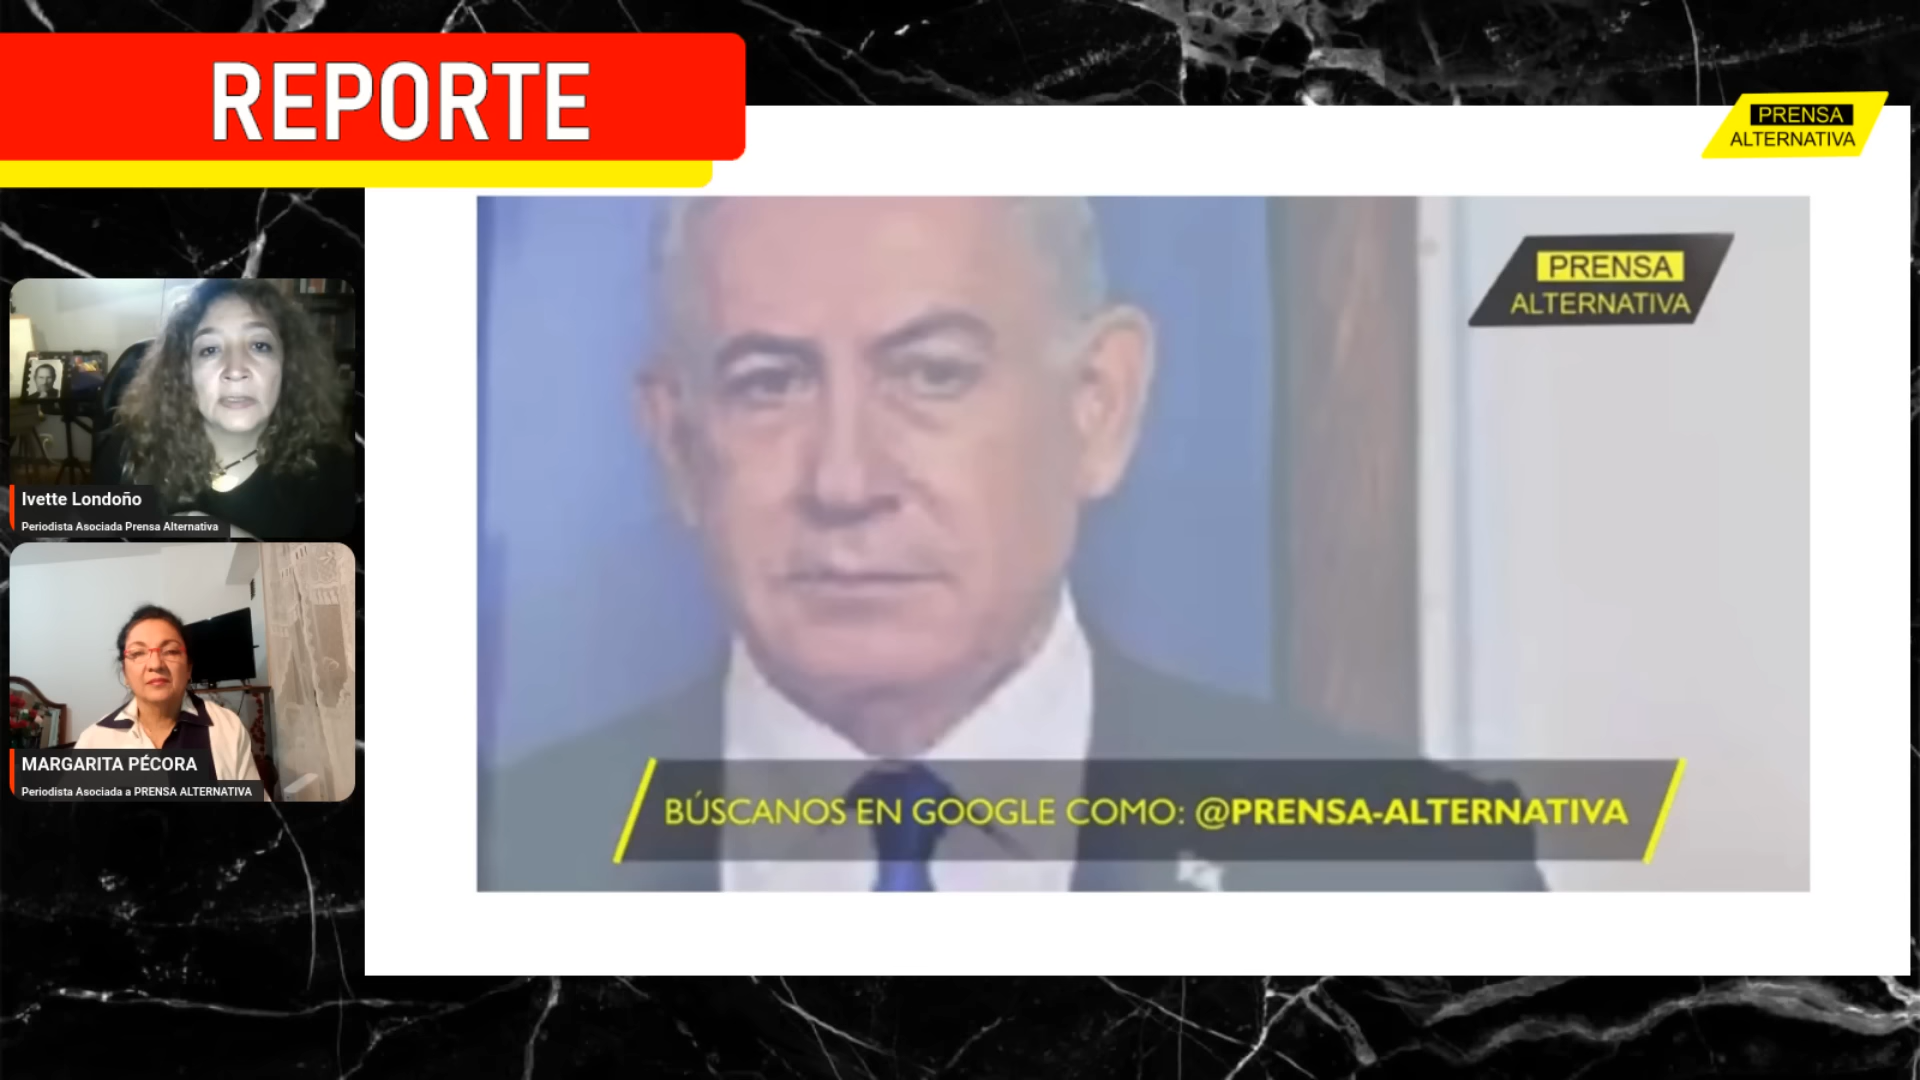 REPORTE
PRENSA
ALTERNATIVA
PRENSA
ALTERNATIVA
Ivette Londoño
Periodista Asociada Prensa Alternativa
MARGARITA PÉCORA
Periodista Asociada a PRENSA ALTERNATIVA
BÚSCANOS EN GOOGLE COMO: @PRENSA-ALTERNATIVA